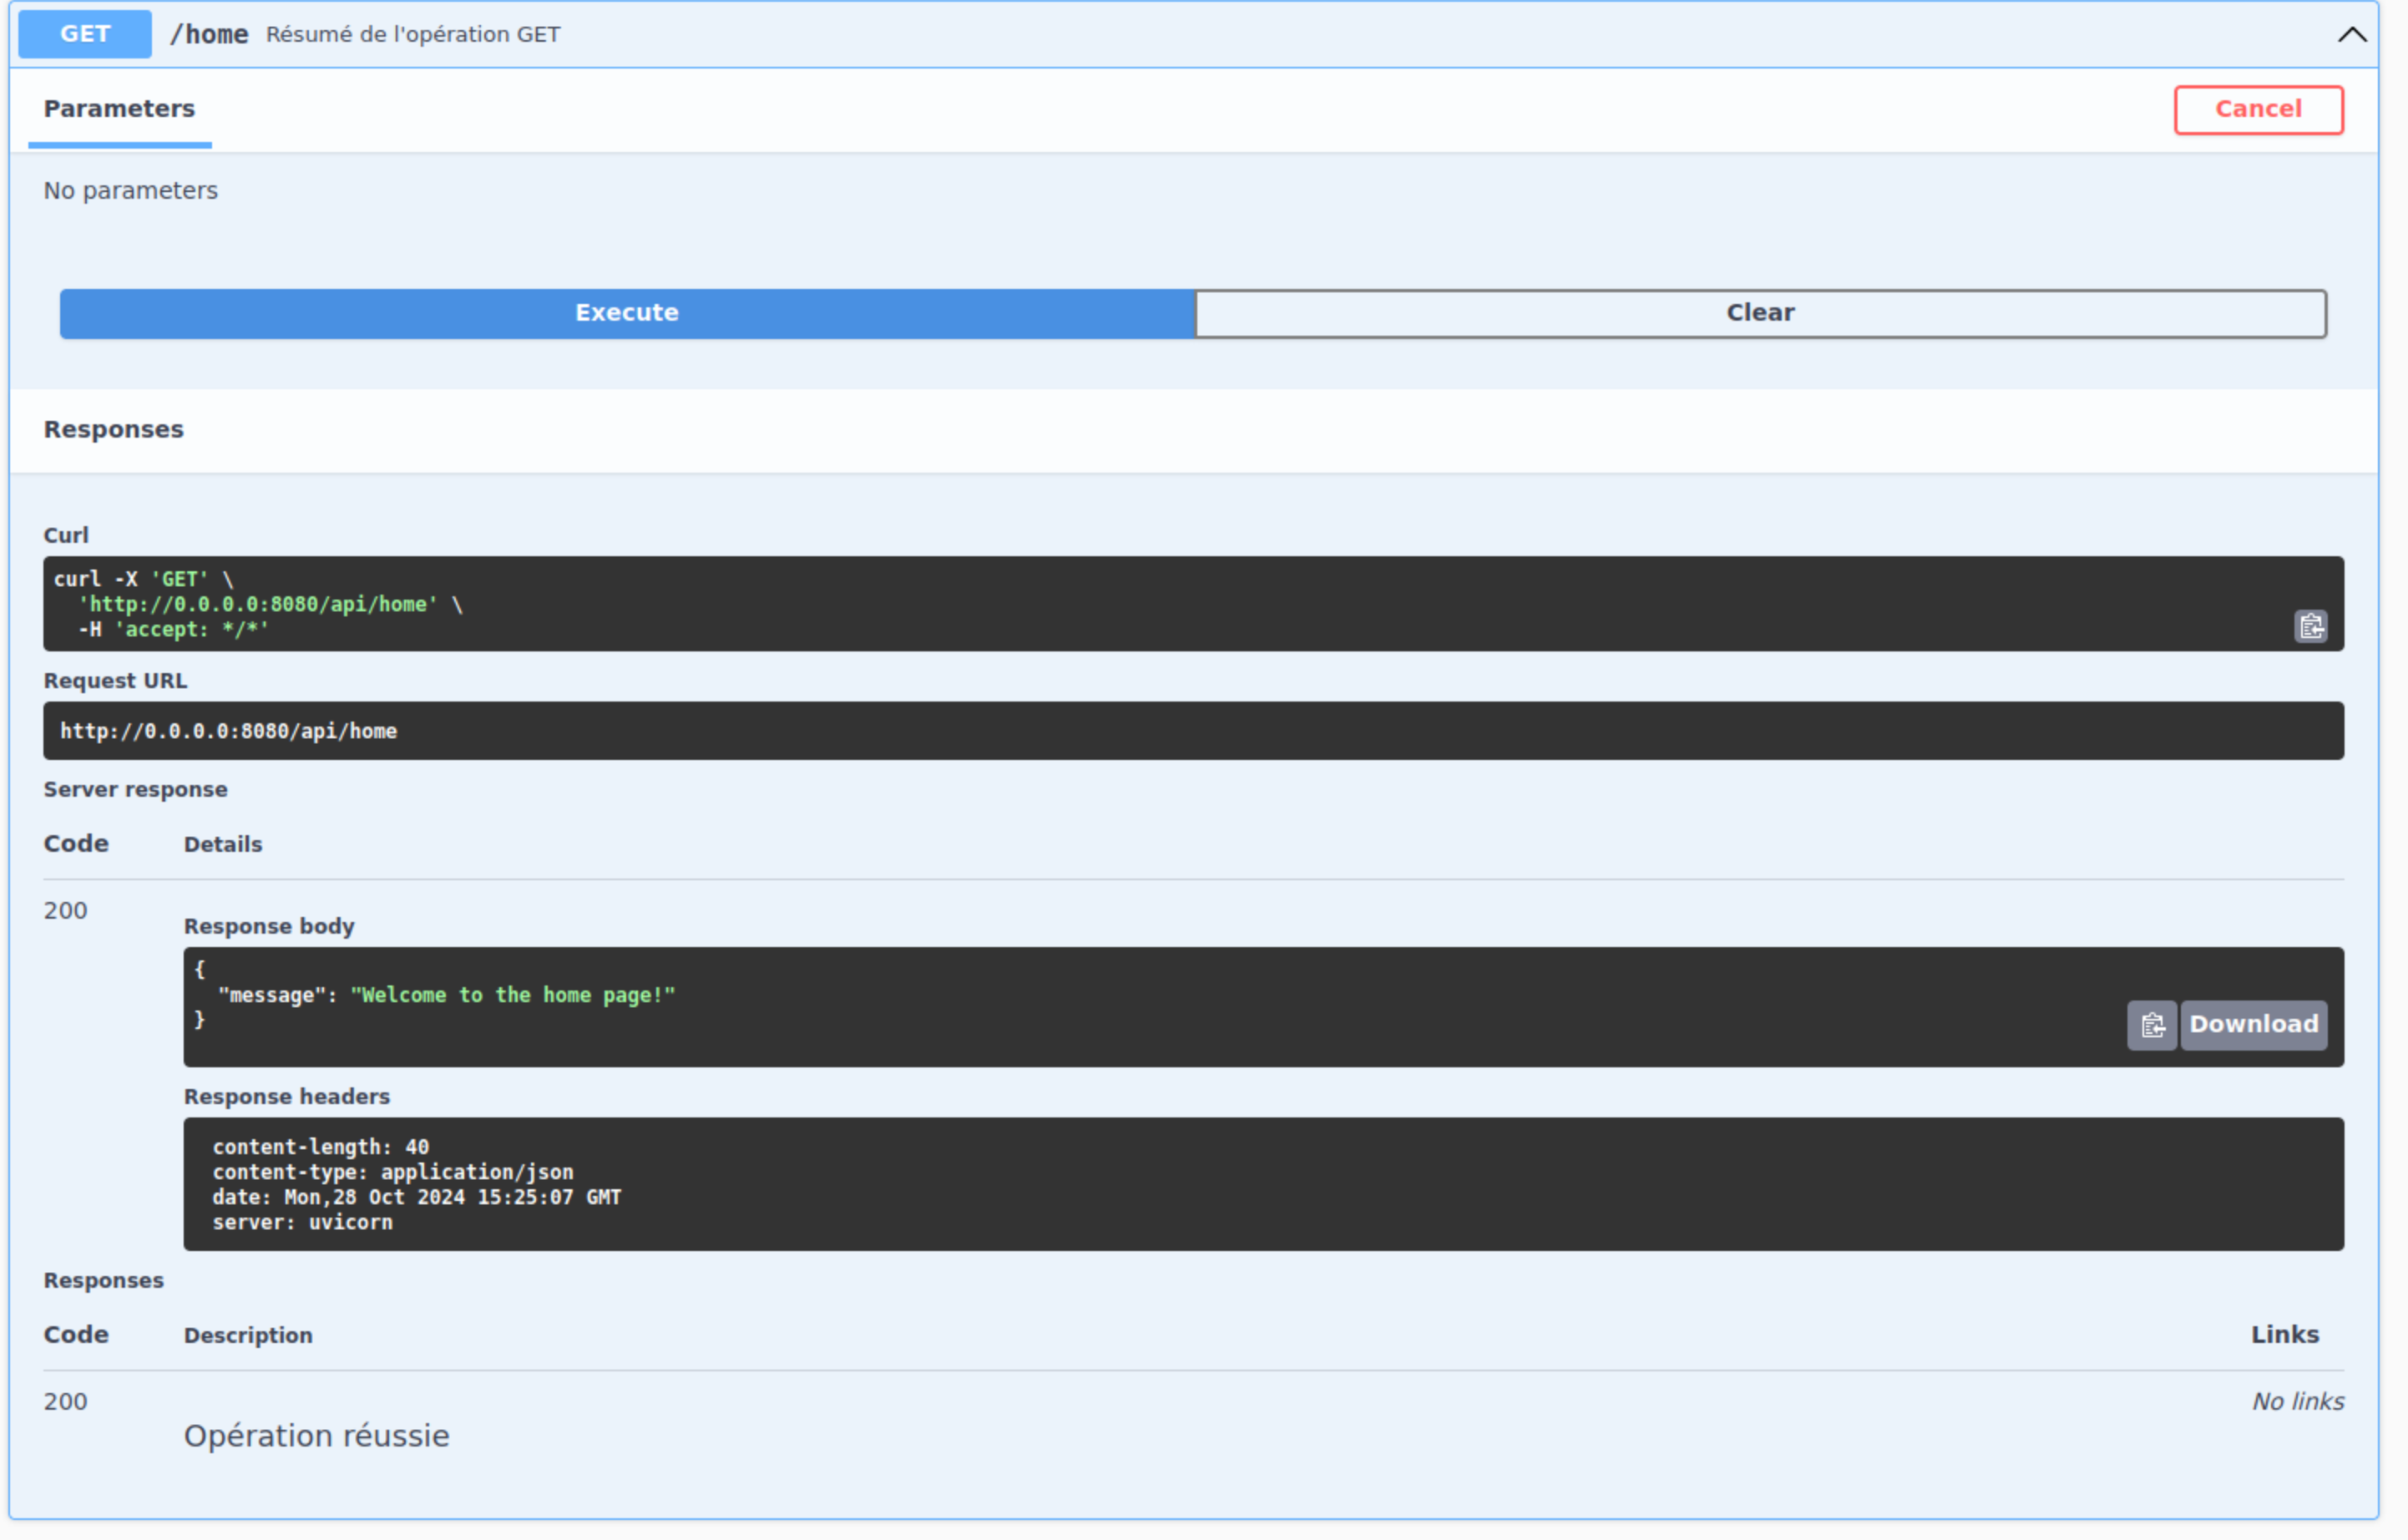 GET /home Résumé de l'opération GET
Parameters Cancel
No parameters
Execute Clear
Responses
Curl
curl -X 'GET' \
  'http://0.0.0.0:8080/api/home' \
  -H 'accept: */*'
Request URL
http://0.0.0.0:8080/api/home
Server response
Code Details
200
Response body
{
  "message": "Welcome to the home page!"
}
Download
Response headers
content-length: 40
content-type: application/json
date: Mon,28 Oct 2024 15:25:07 GMT
server: uvicorn
Responses
Code Description Links
200 No links
Opération réussie